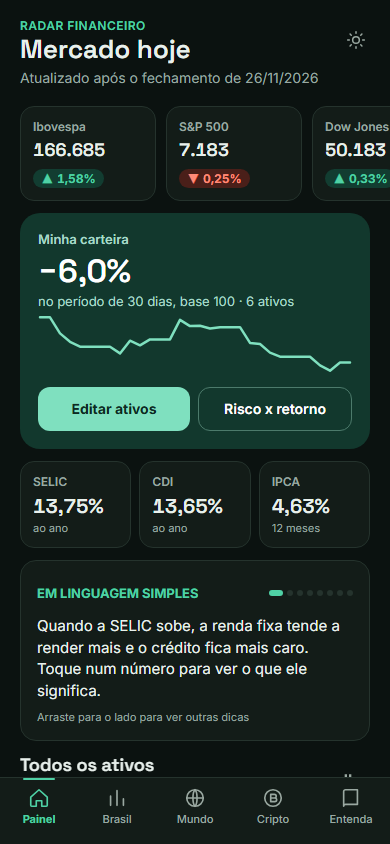 RADAR FINANCEIRO
Mercado hoje
Atualizado após o fechamento de 26/11/2026
Ibovespa
166.685
▲ 1,58%
S&P 500
7.183
▼ 0,25%
Dow Jones
50.183
▲ 0,33%
Minha carteira
−6,0%
no período de 30 dias, base 100 · 6 ativos
Editar ativos
Risco x retorno
SELIC
13,75%
ao ano
CDI
13,65%
ao ano
IPCA
4,63%
12 meses
EM LINGUAGEM SIMPLES
Quando a SELIC sobe, a renda fixa tende a
render mais e o crédito fica mais caro.
Toque num número para ver o que ele
significa.
Arraste para o lado para ver outras dicas
Todos os ativos
Painel
Brasil
Mundo
Cripto
Entenda